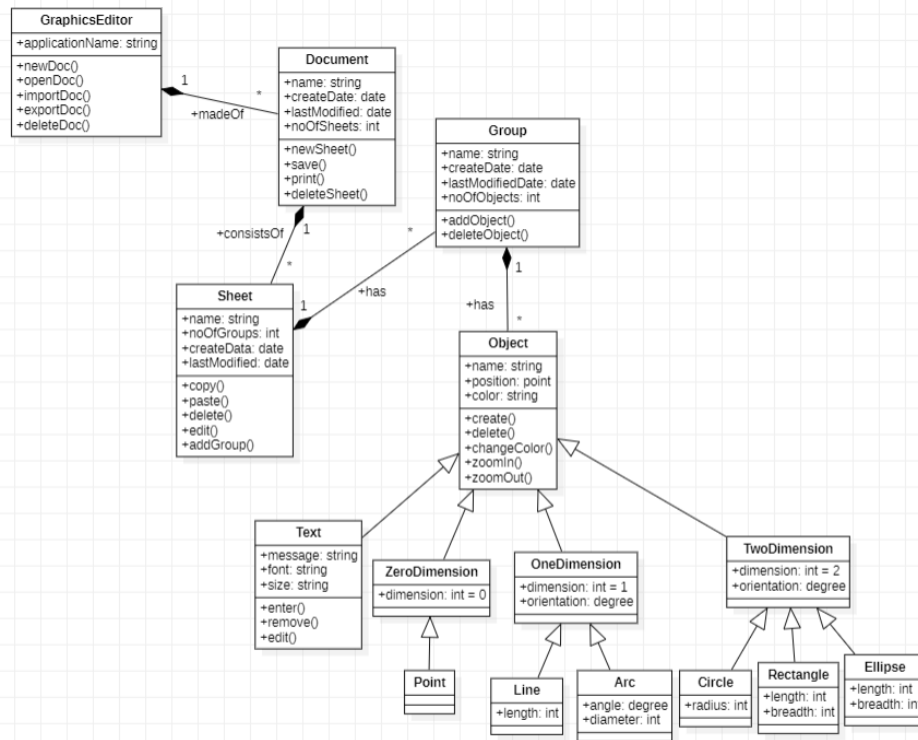 GraphicsEditor
+applicationName: string
+newDoc()
+openDoc()
+importDoc()
+exportDoc()
+deleteDoc()
1
*
+madeOf
Document
+name: string
+createDate: date
+lastModified: date
+noOfSheets: int
+newSheet()
+save()
+print()
+deleteSheet()
+consistsOf
1
*
Group
+name: string
+createDate: date
+lastModifiedDate: date
+noOfObjects: int
+addObject()
+deleteObject()
*
1
+has
Sheet
+name: string
+noOfGroups: int
+createData: date
+lastModified: date
+copy()
+paste()
+delete()
+edit()
+addGroup()
1
+has
*
Object
+name: string
+position: point
+color: string
+create()
+delete()
+changeColor()
+zoomIn()
+zoomOut()
Text
+message: string
+font: string
+size: string
+enter()
+remove()
+edit()
ZeroDimension
+dimension: int = 0
OneDimension
+dimension: int = 1
+orientation: degree
TwoDimension
+dimension: int = 2
+orientation: degree
Point
Line
+length: int
Arc
+angle: degree
+diameter: int
Circle
+radius: int
Rectangle
+length: int
+breadth: int
Ellipse
+length: int
+breadth: in